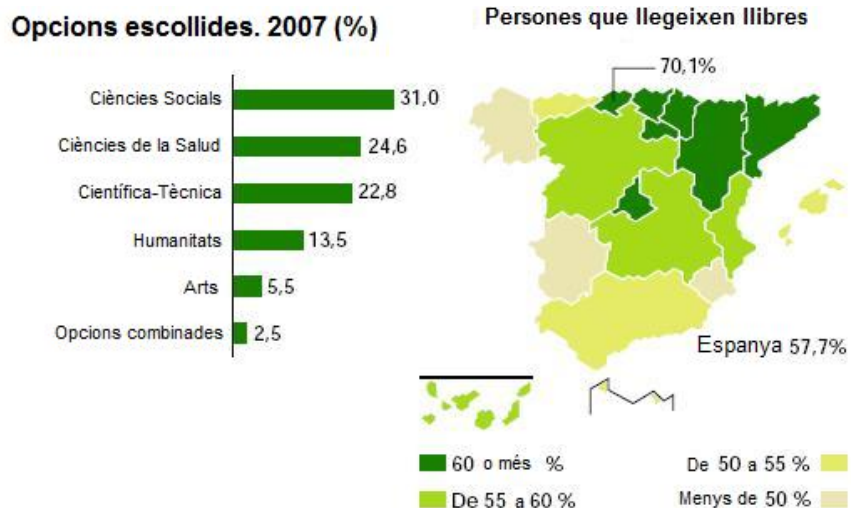 Opcions escollides. 2007 (%)
Ciències Socials 31,0
Ciències de la Salud 24,6
Científica-Tècnica 22,8
Humanitats 13,5
Arts 5,5
Opcions combinades 2,5
Persones que llegeixen llibres
70,1%
Espanya 57,7%
60 o més %
De 55 a 60 %
De 50 a 55 %
Menys de 50 %